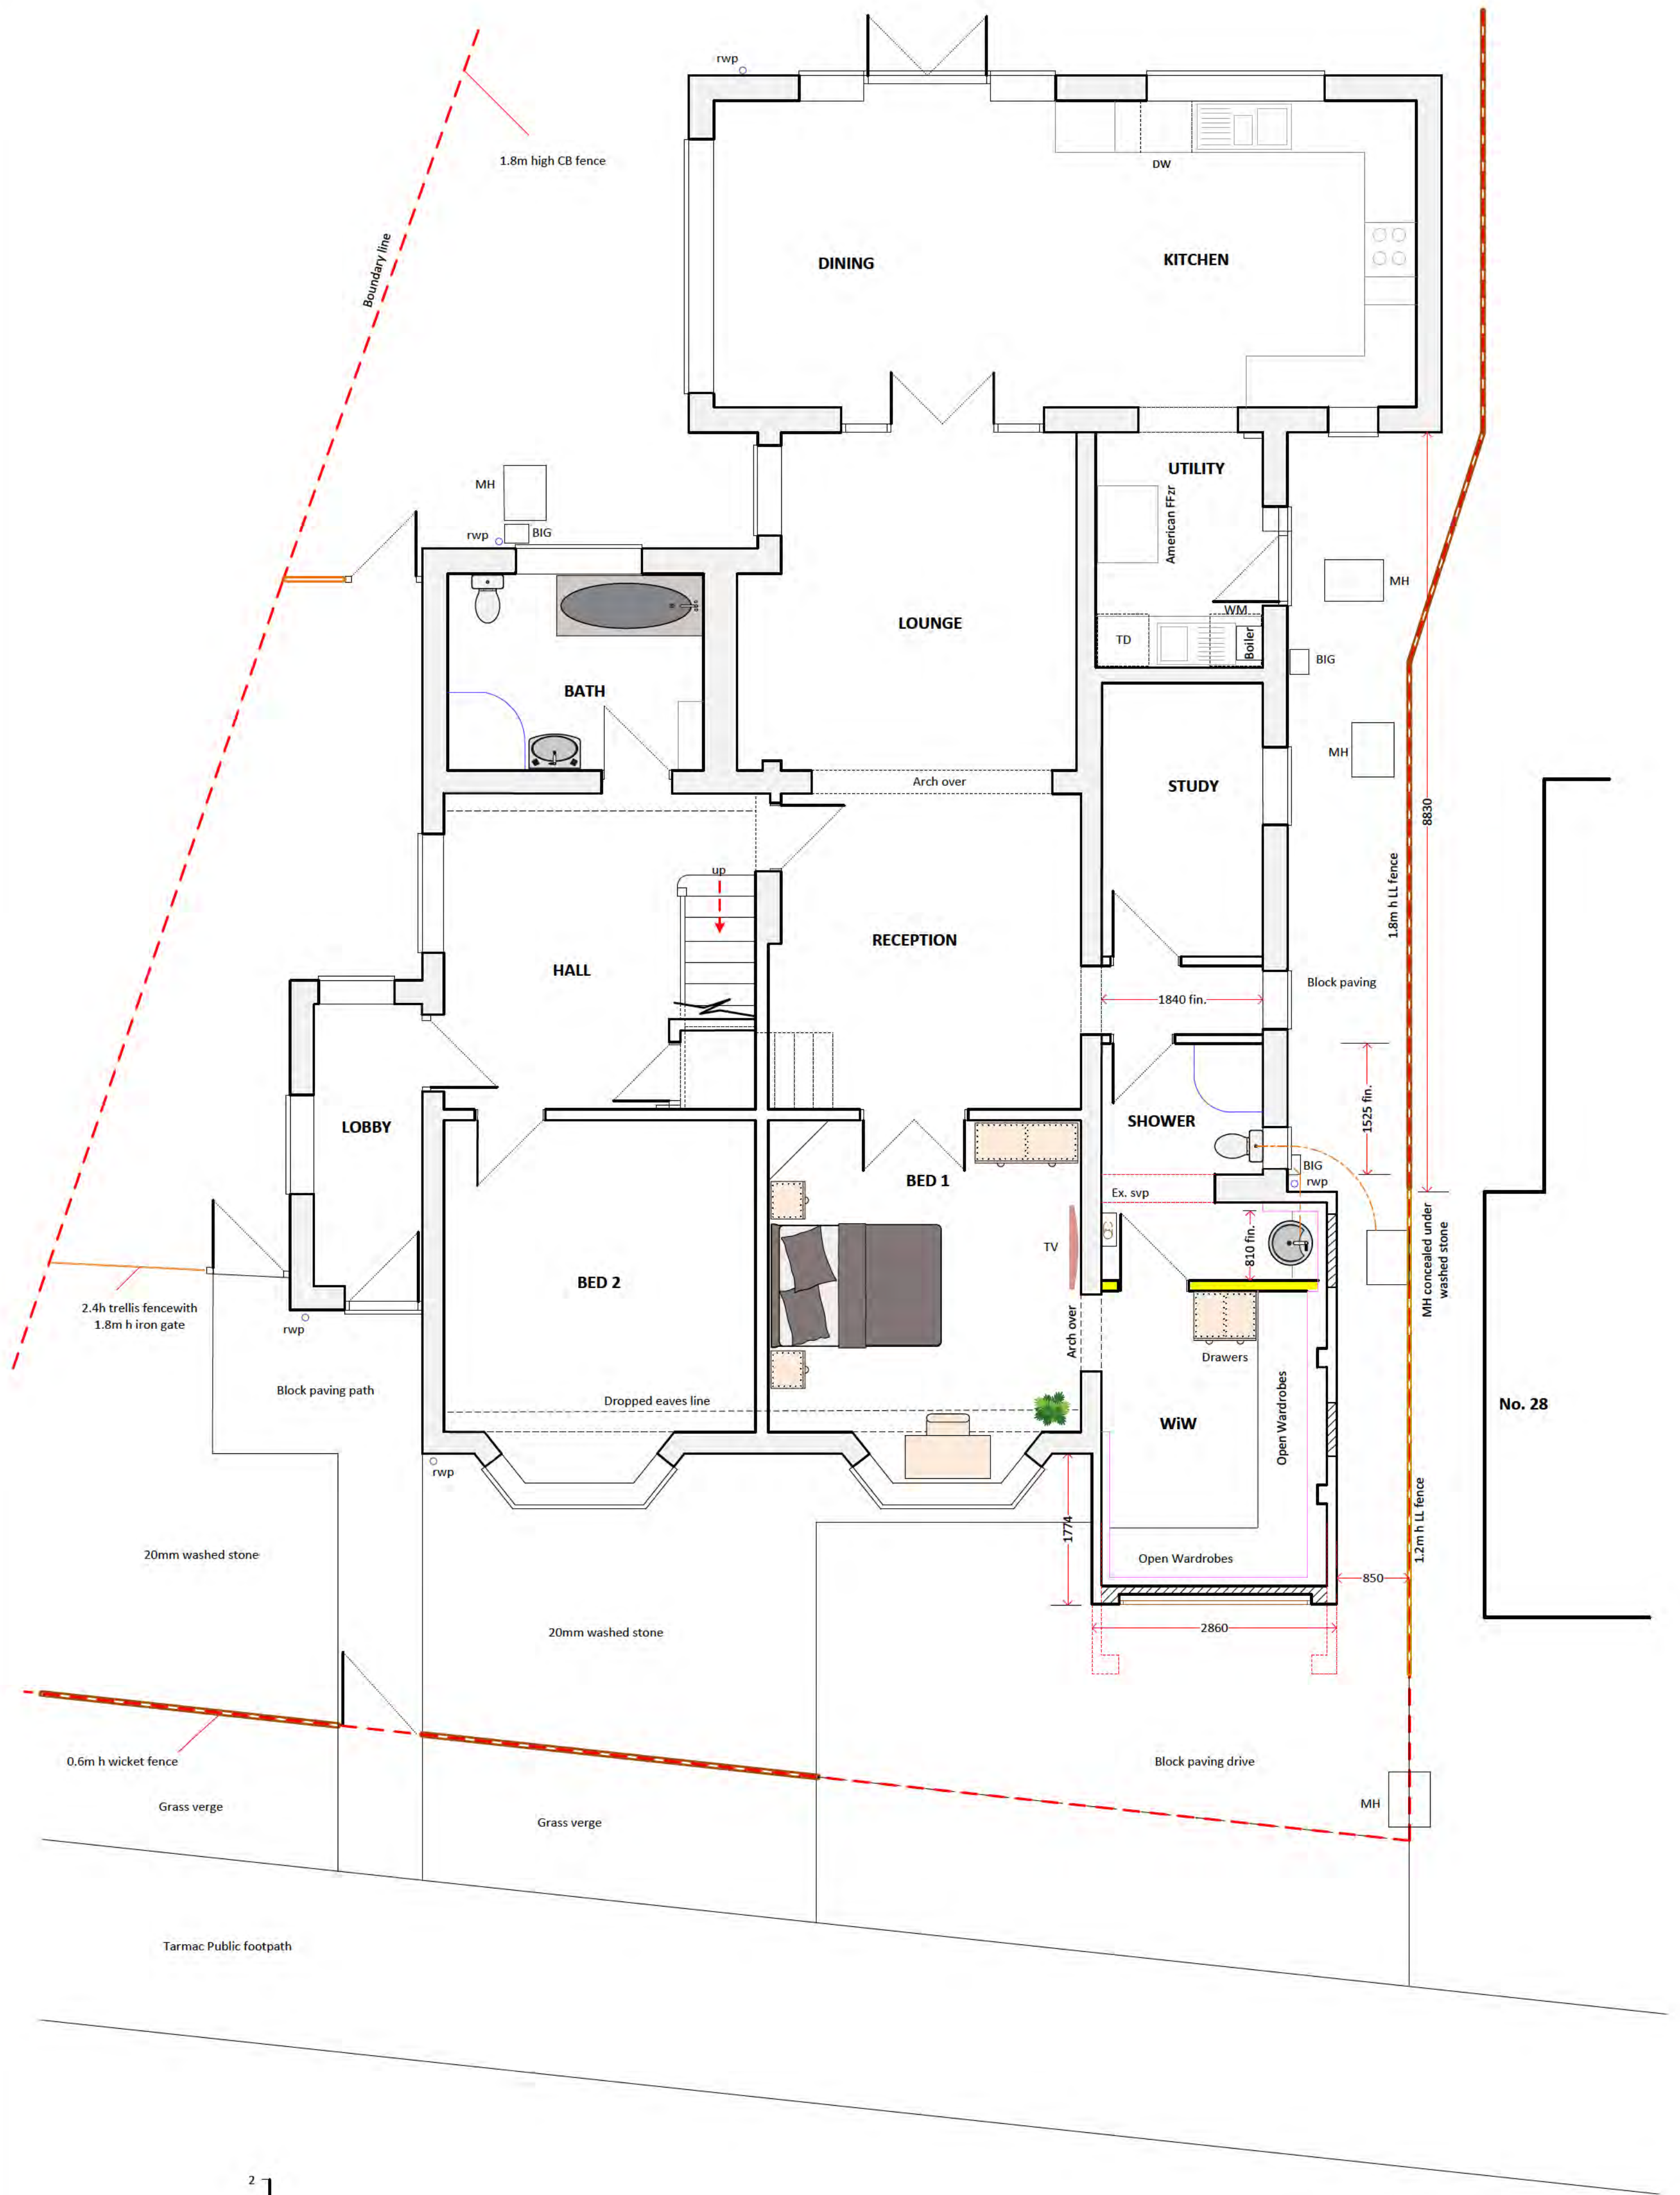 rwp
1.8m high CB fence
Boundary line
DW
DINING
KITCHEN
UTILITY
American FFzr
MH
rwp
BIG
MH
WM
TD
Boiler
LOUNGE
BIG
BATH
MH
Arch over
STUDY
8830
1.8m h LL fence
up
RECEPTION
HALL
Block paving
1840 fin.
1525 fin.
LOBBY
SHOWER
BIG
rwp
BED 1
Ex. svp
TV
810 fin.
MH concealed under
washed stone
BED 2
2.4h trellis fencewith
1.8m h iron gate
rwp
Arch over
Drawers
Block paving path
Dropped eaves line
Open Wardrobes
WiW
No. 28
rwp
1774
1.2m h LL fence
20mm washed stone
Open Wardrobes
850
20mm washed stone
2860
0.6m h wicket fence
Block paving drive
Grass verge
MH
Grass verge
Tarmac Public footpath
2